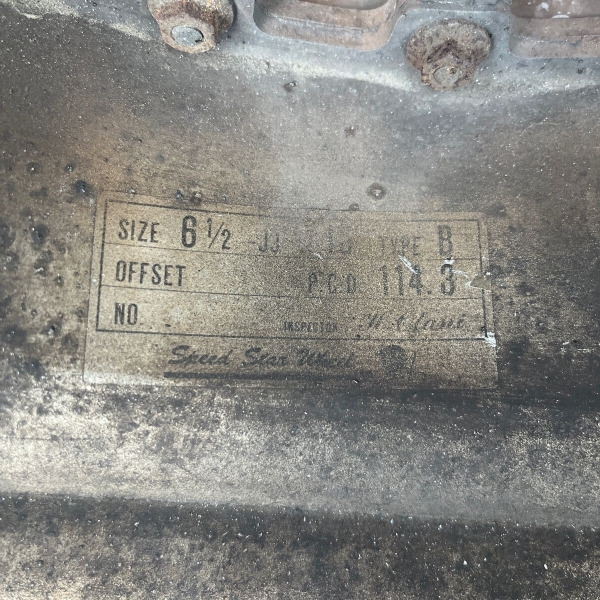 SIZE 6 1/2 -JJ TYPE B
OFFSET P.C.D 114.3
NO. INSPECTOR
Speed Star Wheel